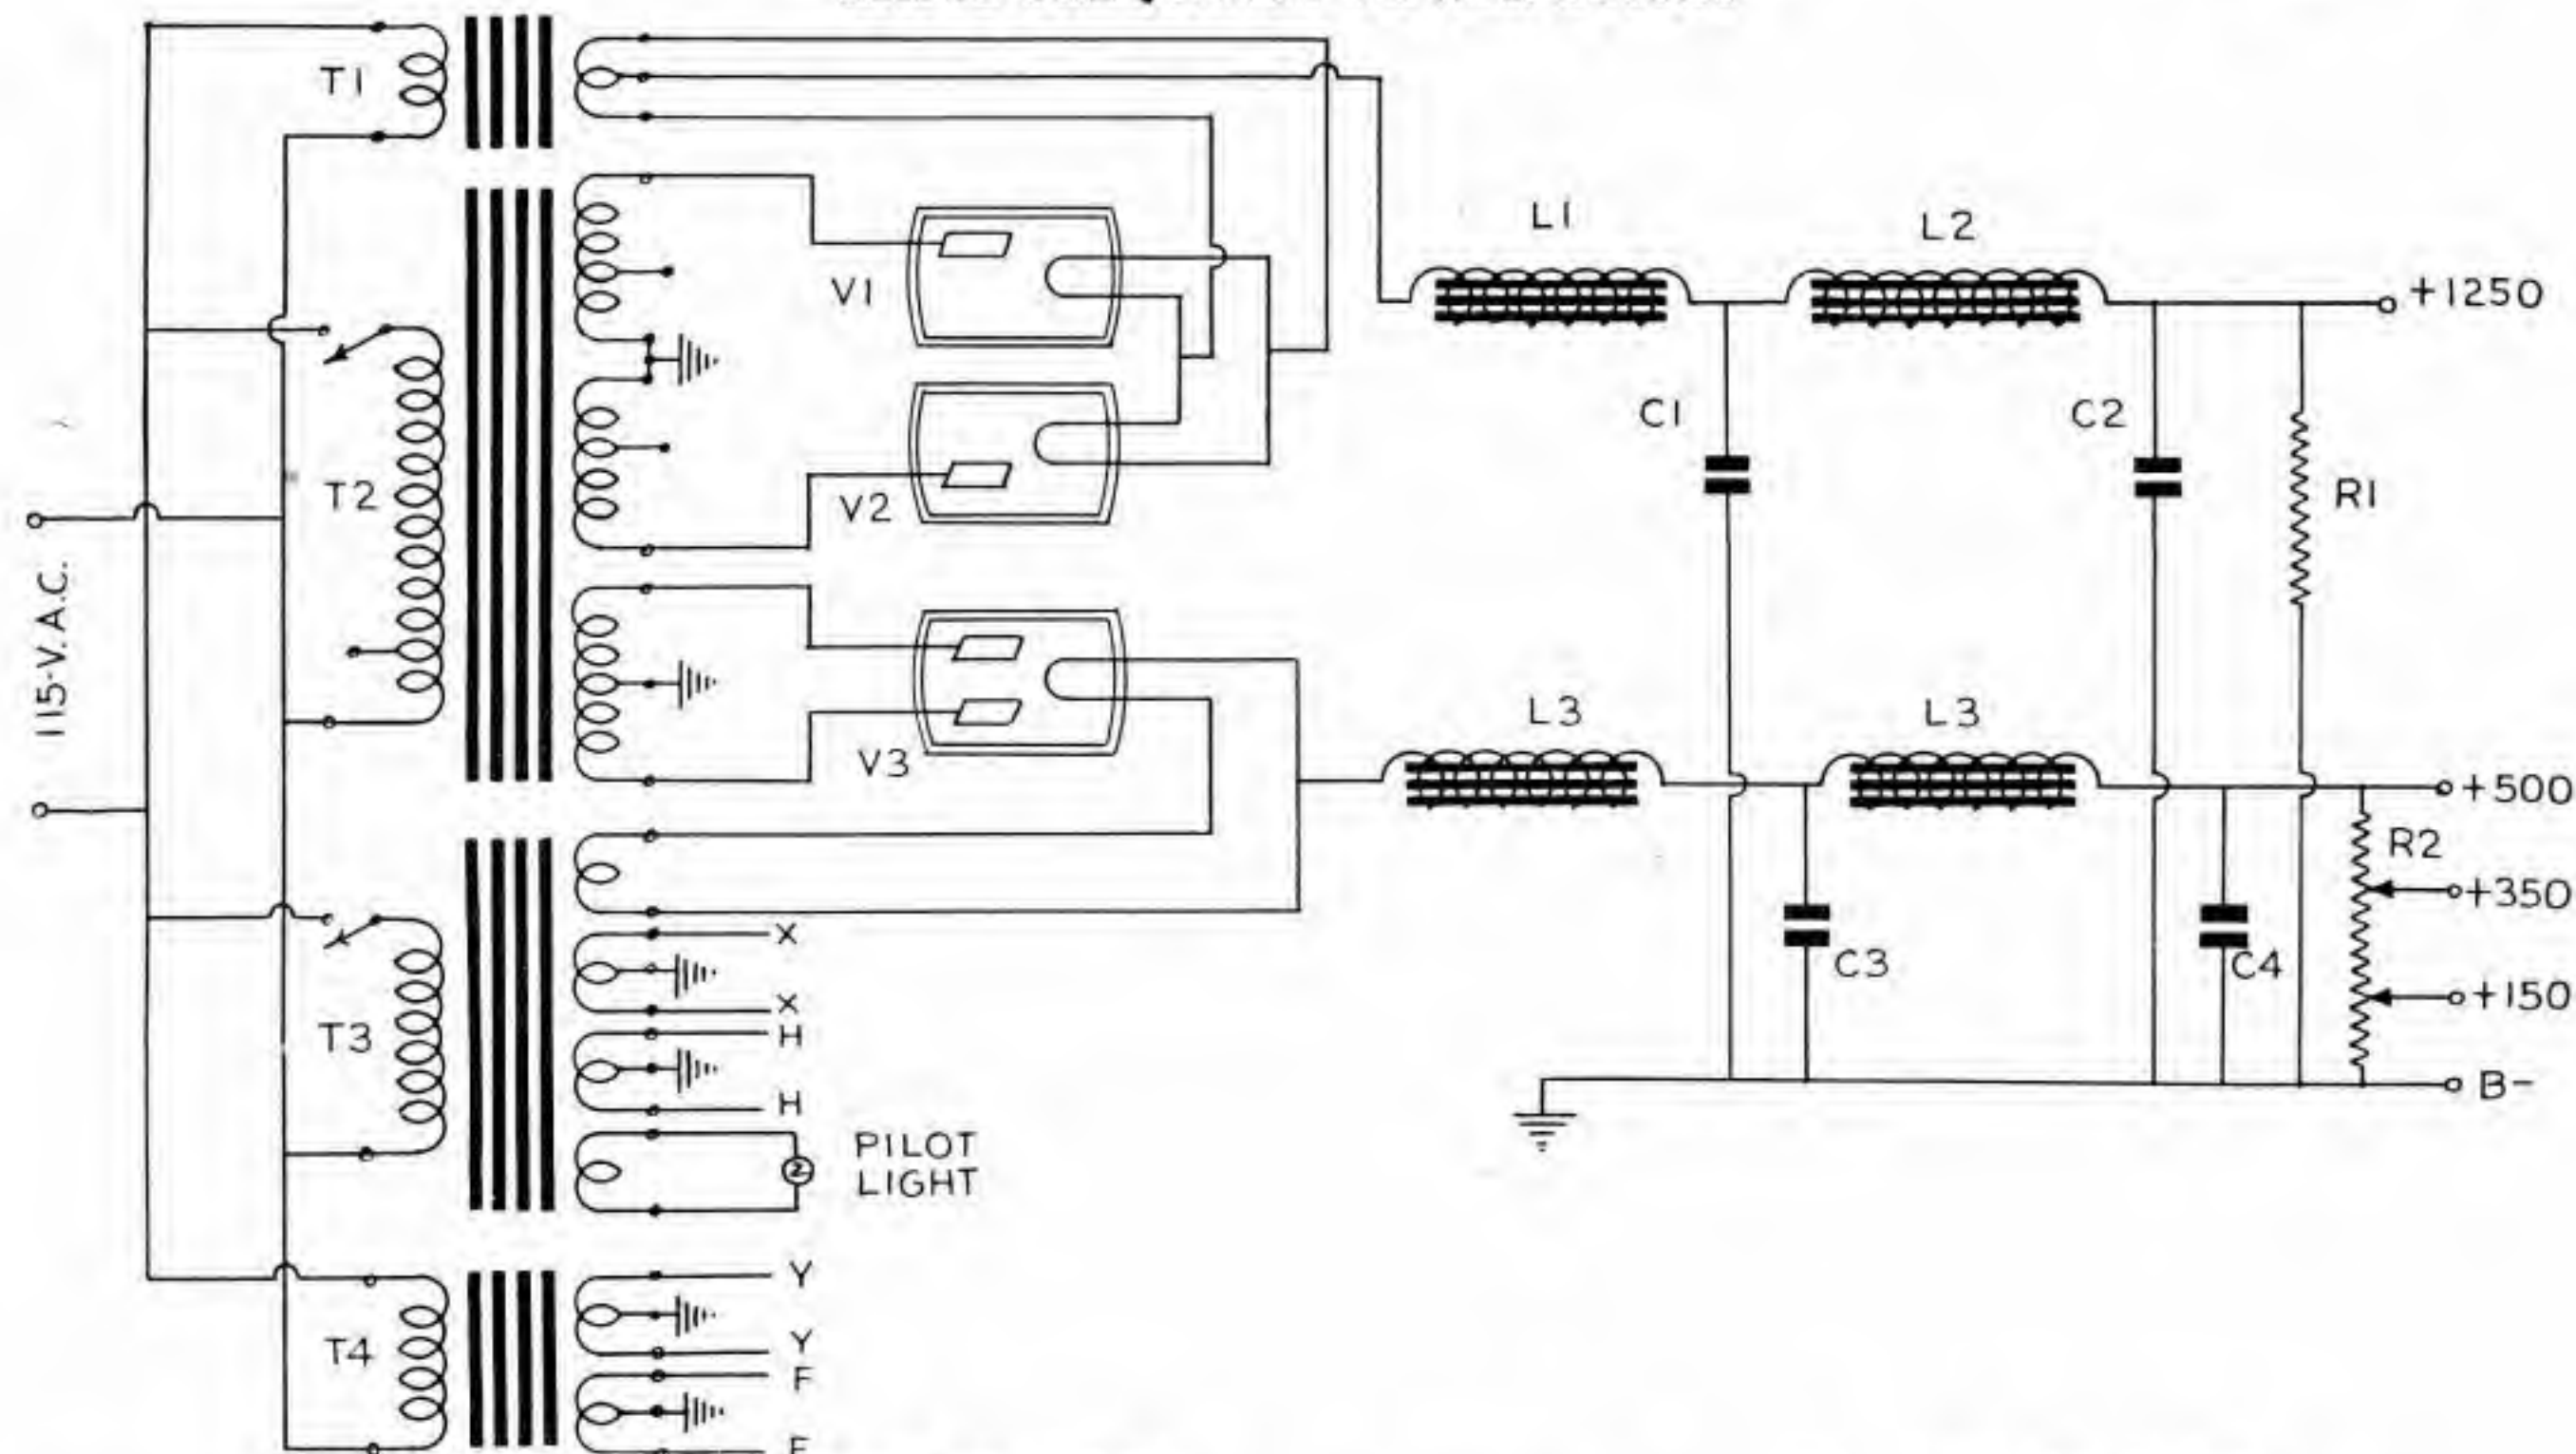 T1
V1
L1
L2
+1250
C1
C2
T2
V2
R1
115-V. A.C.
V3
L3
L3
+500
R2
+350
X
C3
C4
+150
X
T3
H
H
B-
PILOT
LIGHT
Y
T4
Y
F
F